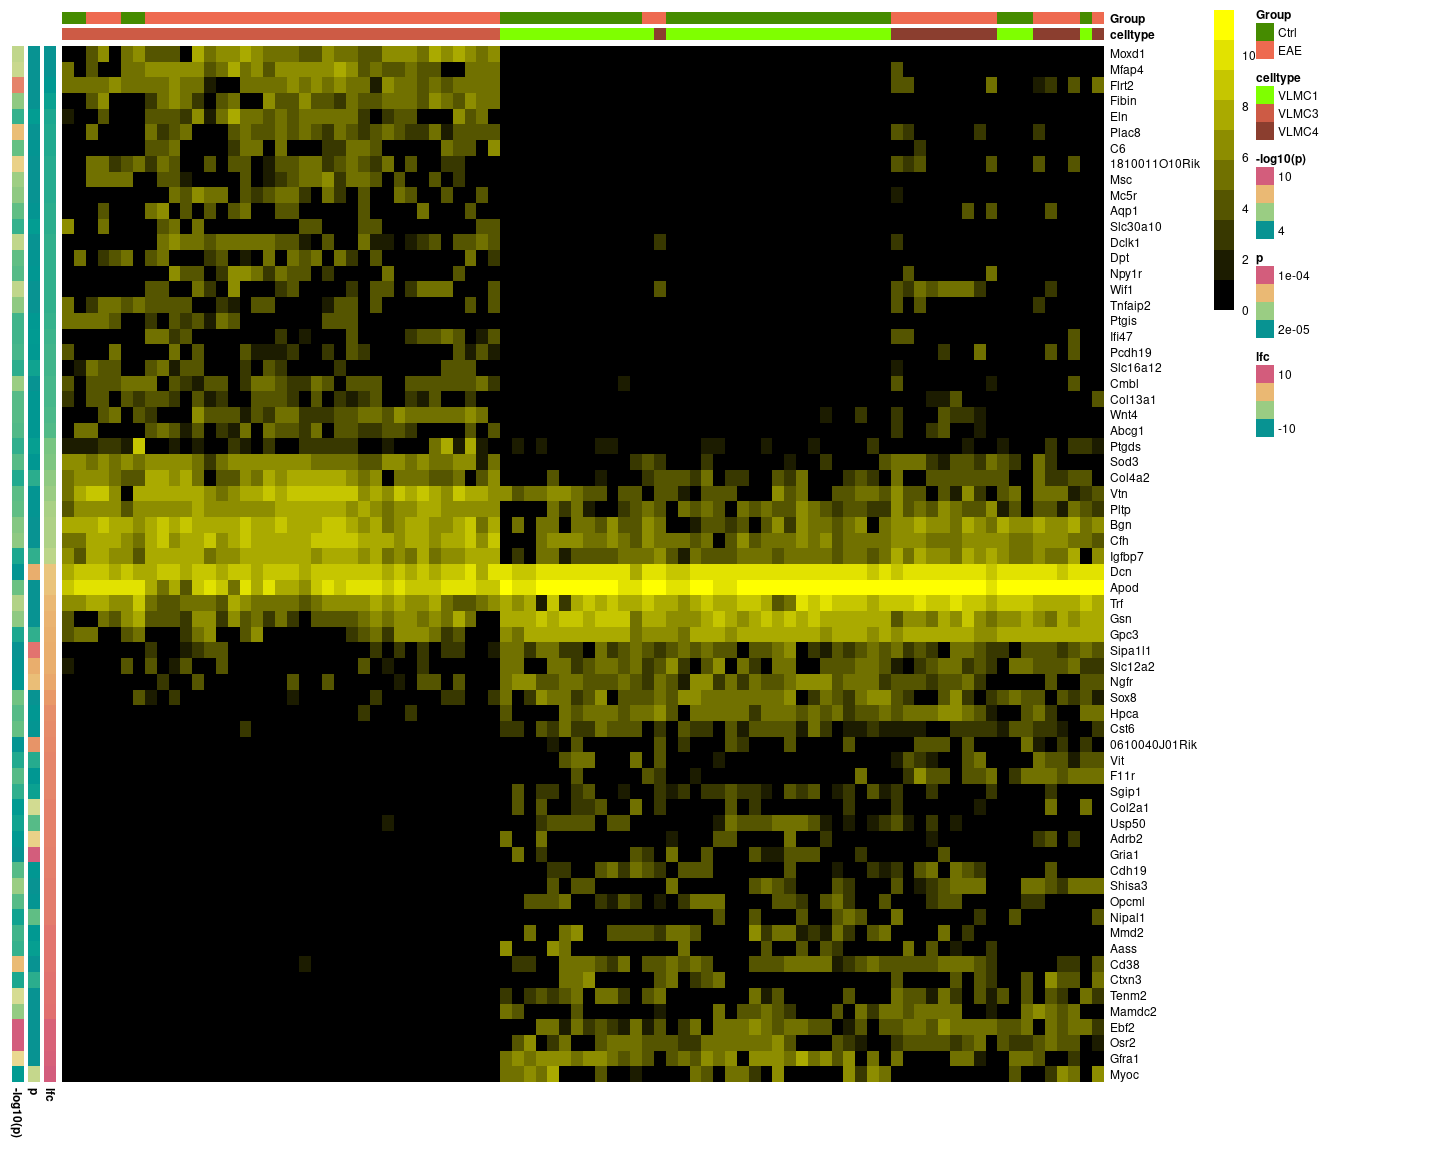 Group
celltype
Moxd1
Mfap4
Flrt2
Fibin
Eln
Plac8
C6
1810011O10Rik
Msc
Mc5r
Aqp1
Slc30a10
Dclk1
Dpt
Npy1r
Wif1
Tnfaip2
Ptgis
Ifi47
Pcdh19
Slc16a12
Cmbl
Col13a1
Wnt4
Abcg1
Ptgds
Sod3
Col4a2
Vtn
Pltp
Bgn
Cfh
Igfbp7
Dcn
Apod
Trf
Gsn
Gpc3
Sipa1l1
Slc12a2
Ngfr
Sox8
Hpca
Cst6
0610040J01Rik
Vit
F11r
Sgip1
Col2a1
Usp50
Adrb2
Gria1
Cdh19
Shisa3
Opcml
Nipal1
Mmd2
Aass
Cd38
Ctxn3
Tenm2
Mamdc2
Ebf2
Osr2
Gfra1
Myoc
-log10(p)
p
lfc
10
8
6
4
2
0
Group
Ctrl
EAE
celltype
VLMC1
VLMC3
VLMC4
-log10(p)
10
4
p
1e-04
2e-05
lfc
10
-10